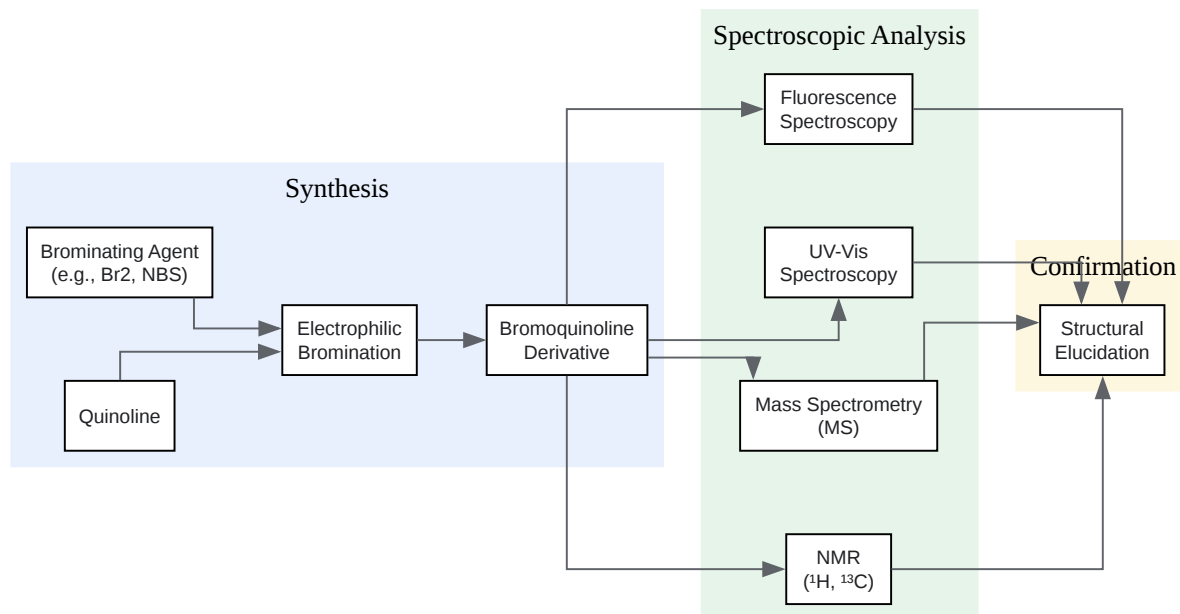 Spectroscopic Analysis
Fluorescence
Spectroscopy
Synthesis
Brominating Agent
(e.g., Br2, NBS)
UV-Vis
Spectroscopy
Confirmation
Electrophilic
Bromination
Bromoquinoline
Derivative
Structural
Elucidation
Quinoline
Mass Spectrometry
(MS)
NMR
(¹H, ¹³C)